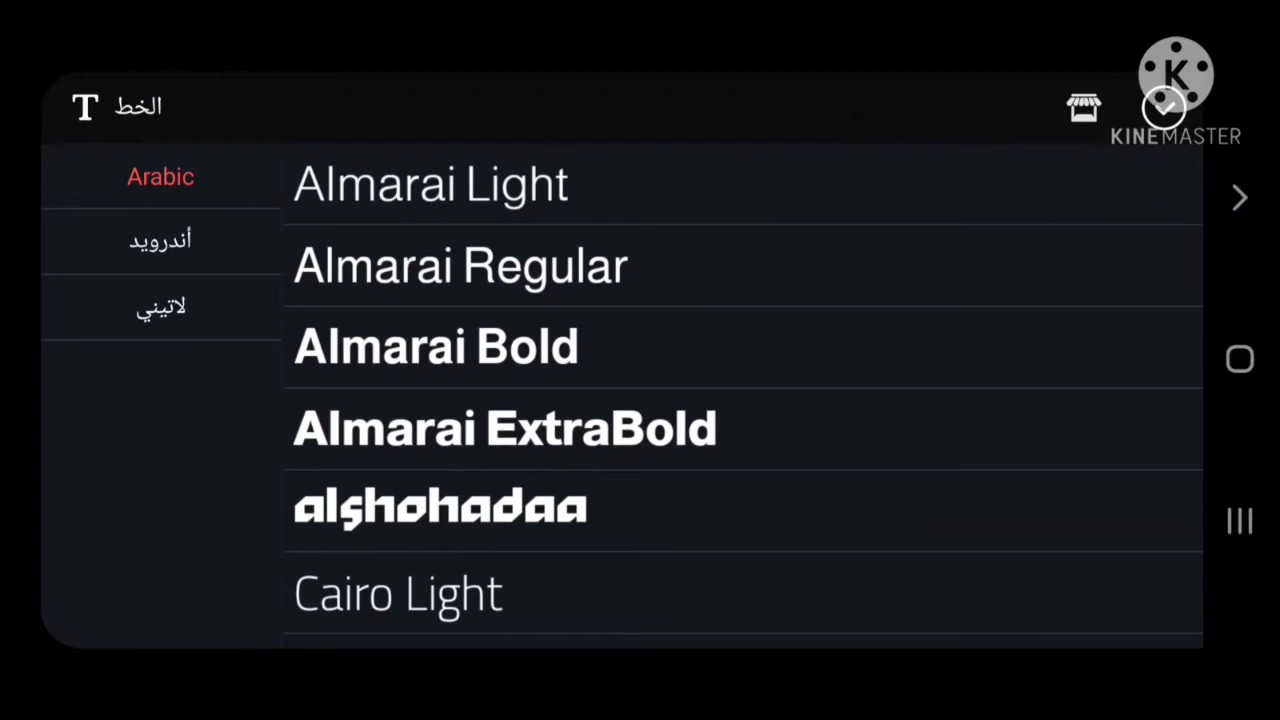 الخط
KINEMASTER
Arabic
أندرويد
لاتيني
Almarai Light
Almarai Regular
Almarai Bold
Almarai ExtraBold
alshohadaa
Cairo Light